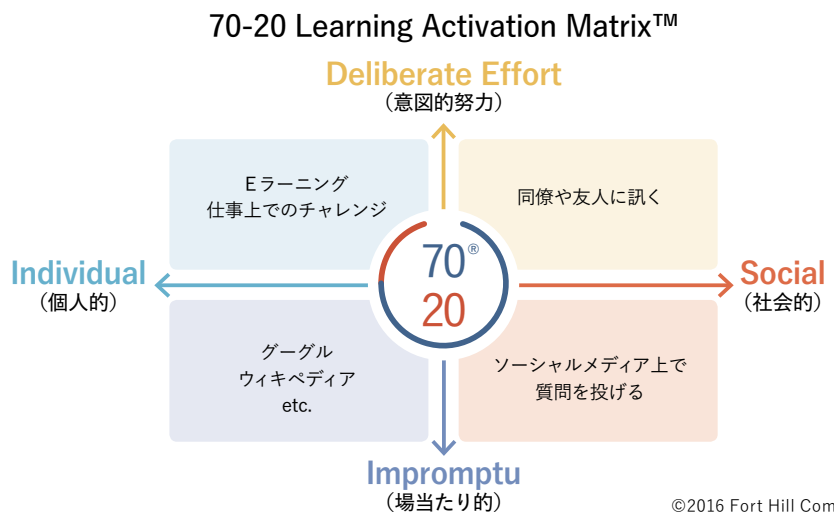 70-20 Learning Activation Matrix™
Deliberate Effort
（意図的努力）
Eラーニング
仕事上でのチャレンジ
同僚や友人に訊く
Individual
（個人的）
70®
20
Social
（社会的）
グーグル
ウィキペディア
etc.
ソーシャルメディア上で
質問を投げる
Impromptu
（場当たり的）
©2016 Fort Hill Com